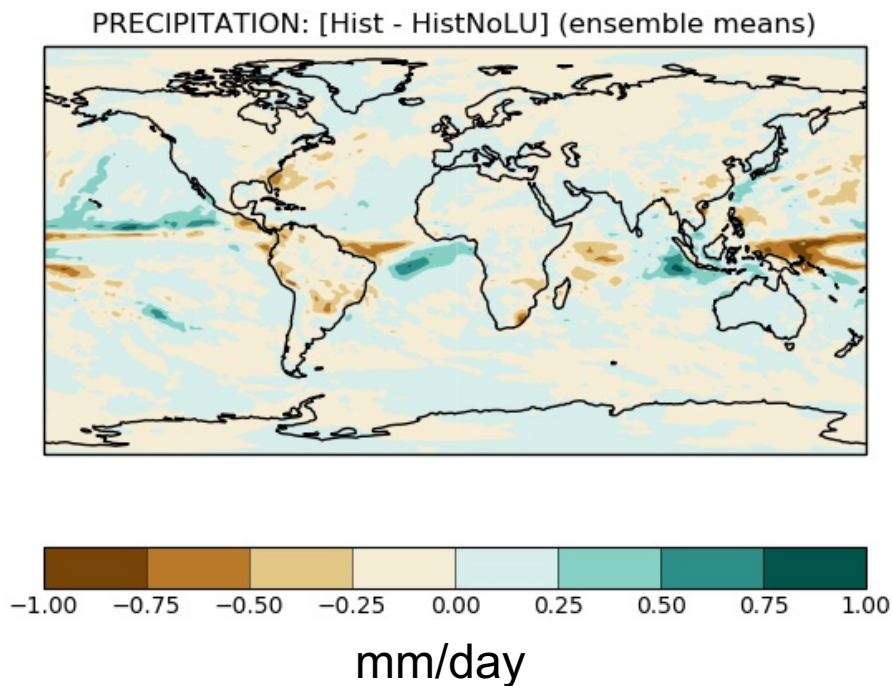 PRECIPITATION: [Hist - HistNoLU] (ensemble means)
−1.00 −0.75 −0.50 −0.25 0.00 0.25 0.50 0.75 1.00
mm/day